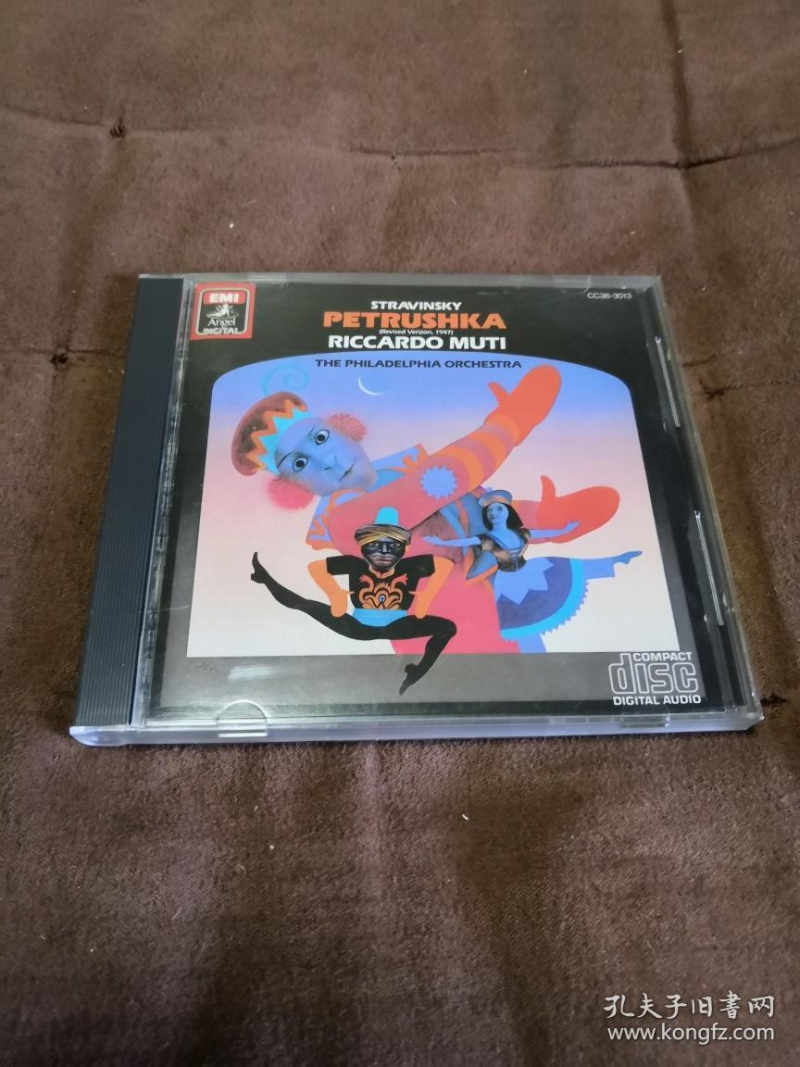 EMI
Angel
DIGITAL
STRAVINSKY
PETRUSHKA
(Revised Version, 1947)
RICCARDO MUTI
THE PHILADELPHIA ORCHESTRA
CC38-3013
COMPACT
disc
DIGITAL AUDIO
孔夫子旧書网
www.kongfz.com